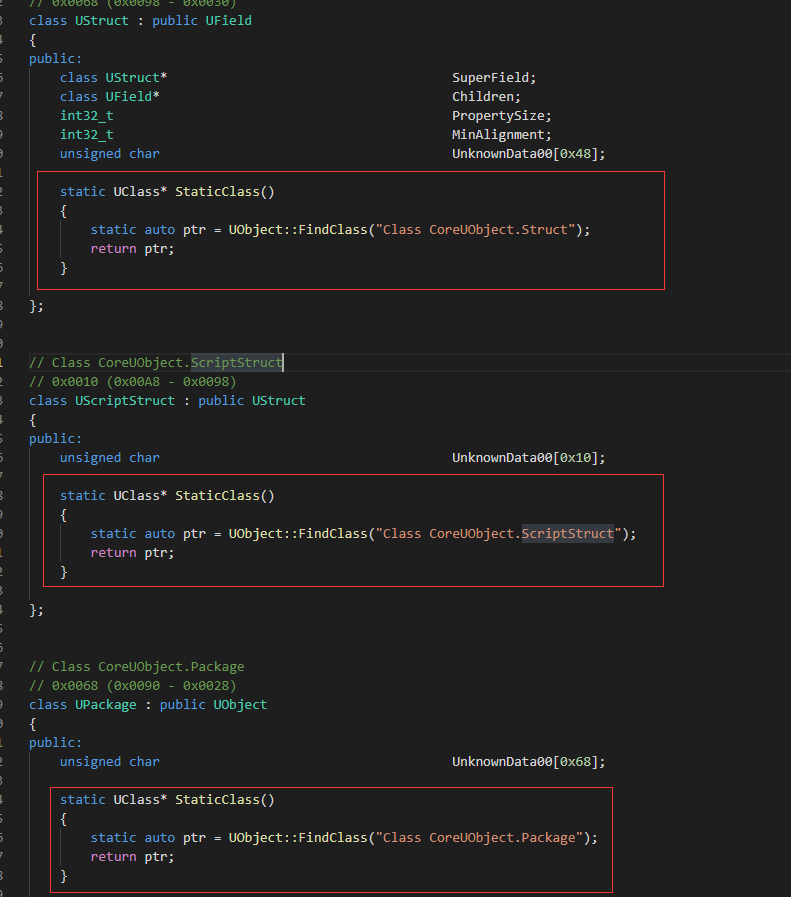 // 0x0068 (0x0098 - 0x0030)
class UStruct : public UField
{
public:
    class UStruct* SuperField;
    class UField* Children;
    int32_t PropertySize;
    int32_t MinAlignment;
    unsigned char UnknownData00[0x48];
    static UClass* StaticClass()
    {
        static auto ptr = UObject::FindClass("Class CoreUObject.Struct");
        return ptr;
    }
};
// Class CoreUObject.ScriptStruct
// 0x0010 (0x00A8 - 0x0098)
class UScriptStruct : public UStruct
{
public:
    unsigned char UnknownData00[0x10];
    static UClass* StaticClass()
    {
        static auto ptr = UObject::FindClass("Class CoreUObject.ScriptStruct");
        return ptr;
    }
};
// Class CoreUObject.Package
// 0x0068 (0x0090 - 0x0028)
class UPackage : public UObject
{
public:
    unsigned char UnknownData00[0x68];
    static UClass* StaticClass()
    {
        static auto ptr = UObject::FindClass("Class CoreUObject.Package");
        return ptr;
    }